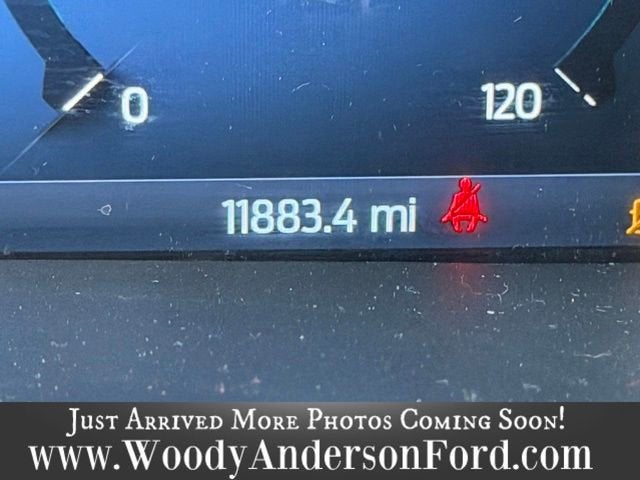 0 120
11883.4 mi
Just Arrived More Photos Coming Soon!
www.WoodyAndersonFord.com